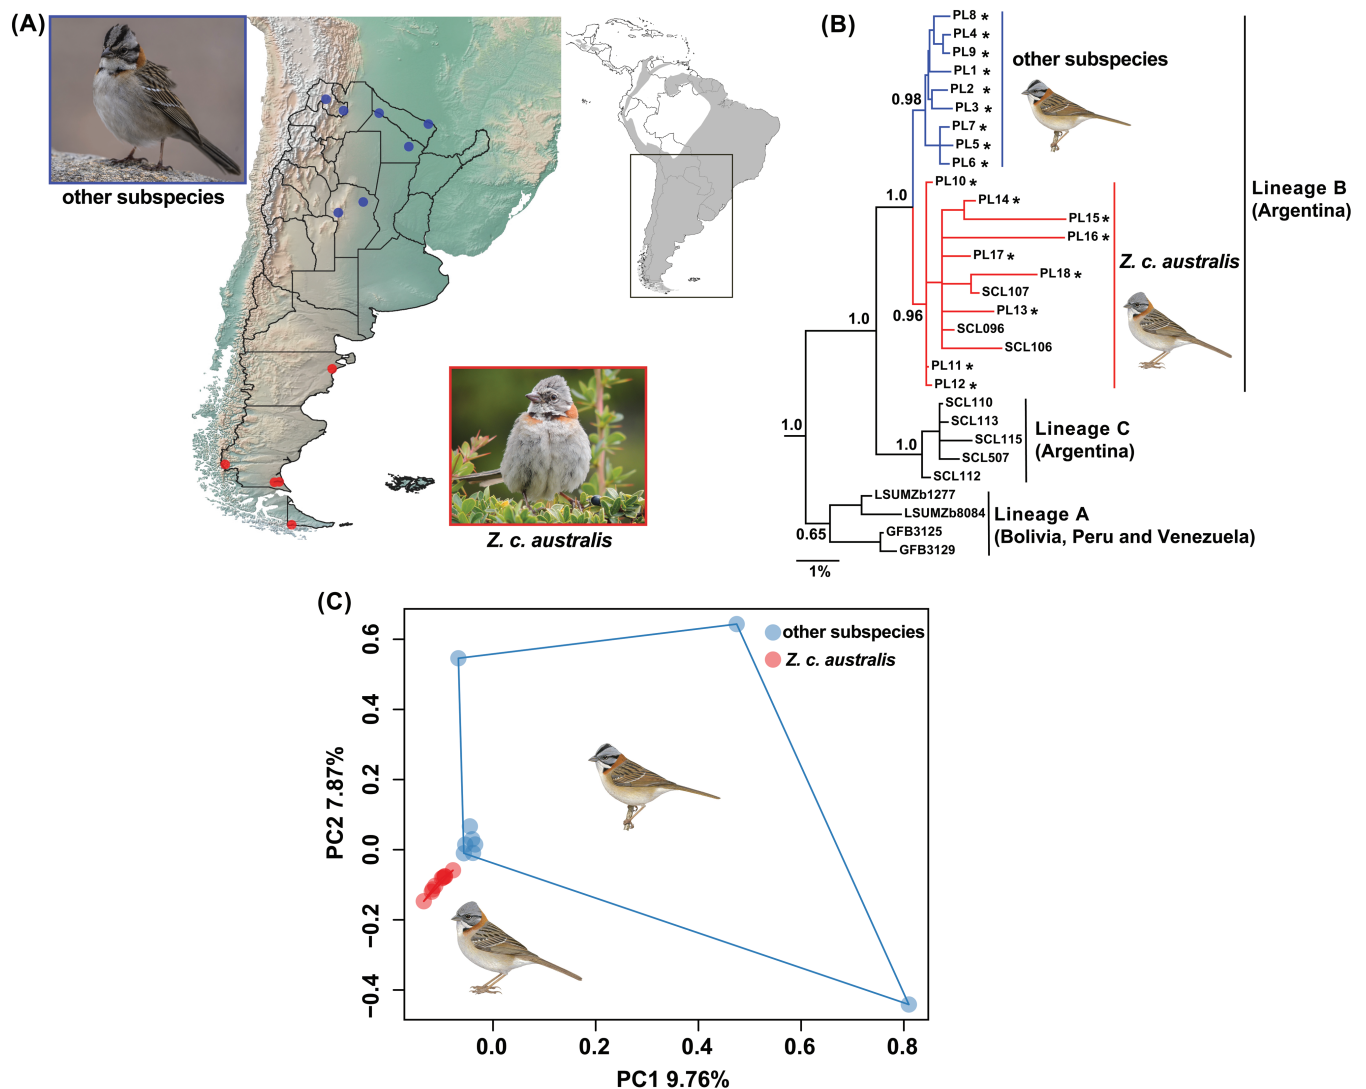 (A)
other subspecies
Z. c. australis
(B)
PL8 *
PL4 *
PL9 *
PL1 *
PL2 *
PL3 *
PL7 *
PL5 *
PL6 *
PL10 *
PL14 *
PL15 *
PL16 *
PL17 *
PL18 *
SCL107
PL13 *
SCL096
SCL106
PL11 *
PL12 *
SCL110
SCL113
SCL115
SCL507
SCL112
LSUMZb1277
LSUMZb8084
GFB3125
GFB3129
0.98
1.0
0.96
1.0
1.0
1.0
0.65
1%
other subspecies
Z. c. australis
Lineage B
(Argentina)
Lineage C
(Argentina)
Lineage A
(Bolivia, Peru and Venezuela)
(C)
other subspecies
Z. c. australis
PC2 7.87%
0.6
0.4
0.2
0.0
−0.2
−0.4
0.0
0.2
0.4
0.6
0.8
PC1 9.76%